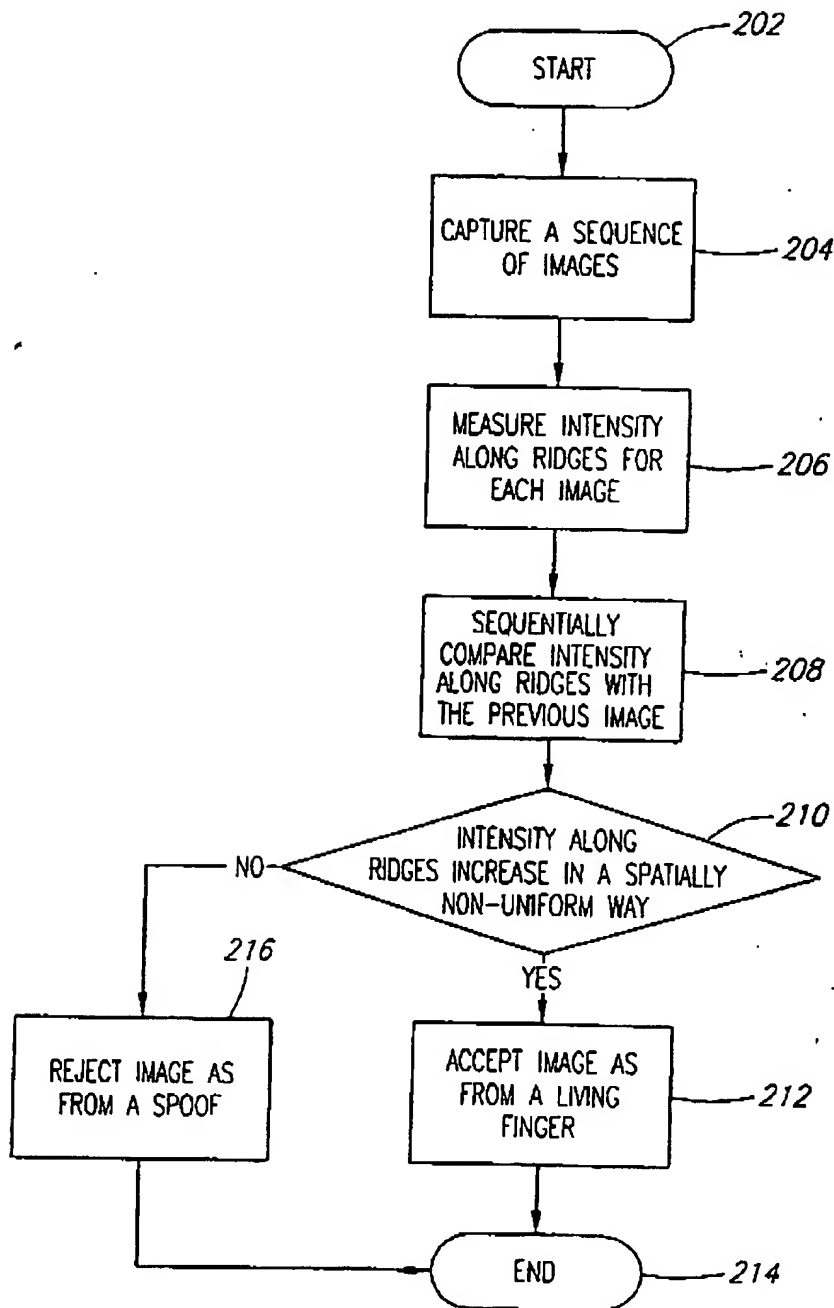 202
START
CAPTURE A SEQUENCE
OF IMAGES
204
MEASURE INTENSITY
ALONG RIDGES FOR
EACH IMAGE
206
SEQUENTIALLY
COMPARE INTENSITY
ALONG RIDGES WITH
THE PREVIOUS IMAGE
208
210
INTENSITY ALONG
RIDGES INCREASE IN A SPATIALLY
NON-UNIFORM WAY
NO
YES
216
REJECT IMAGE AS
FROM A SPOOF
ACCEPT IMAGE AS
FROM A LIVING
FINGER
212
END
214